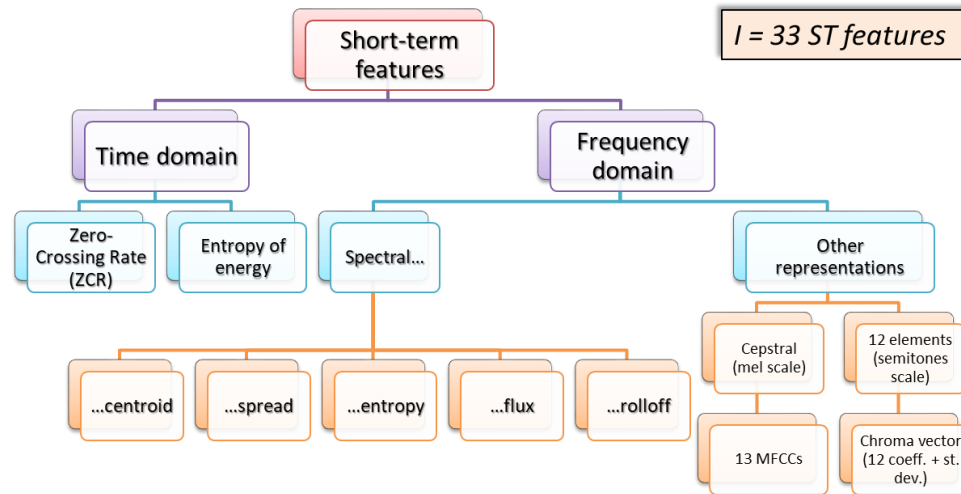 Short-term
features
I = 33 ST features
Time domain
Frequency
domain
Zero-
Crossing Rate
(ZCR)
Entropy of
energy
Spectral...
Other
representations
...centroid
...spread
...entropy
...flux
...rolloff
Cepstral
(mel scale)
12 elements
(semitones
scale)
13 MFCCs
Chroma vector
(12 coeff. + st.
dev.)